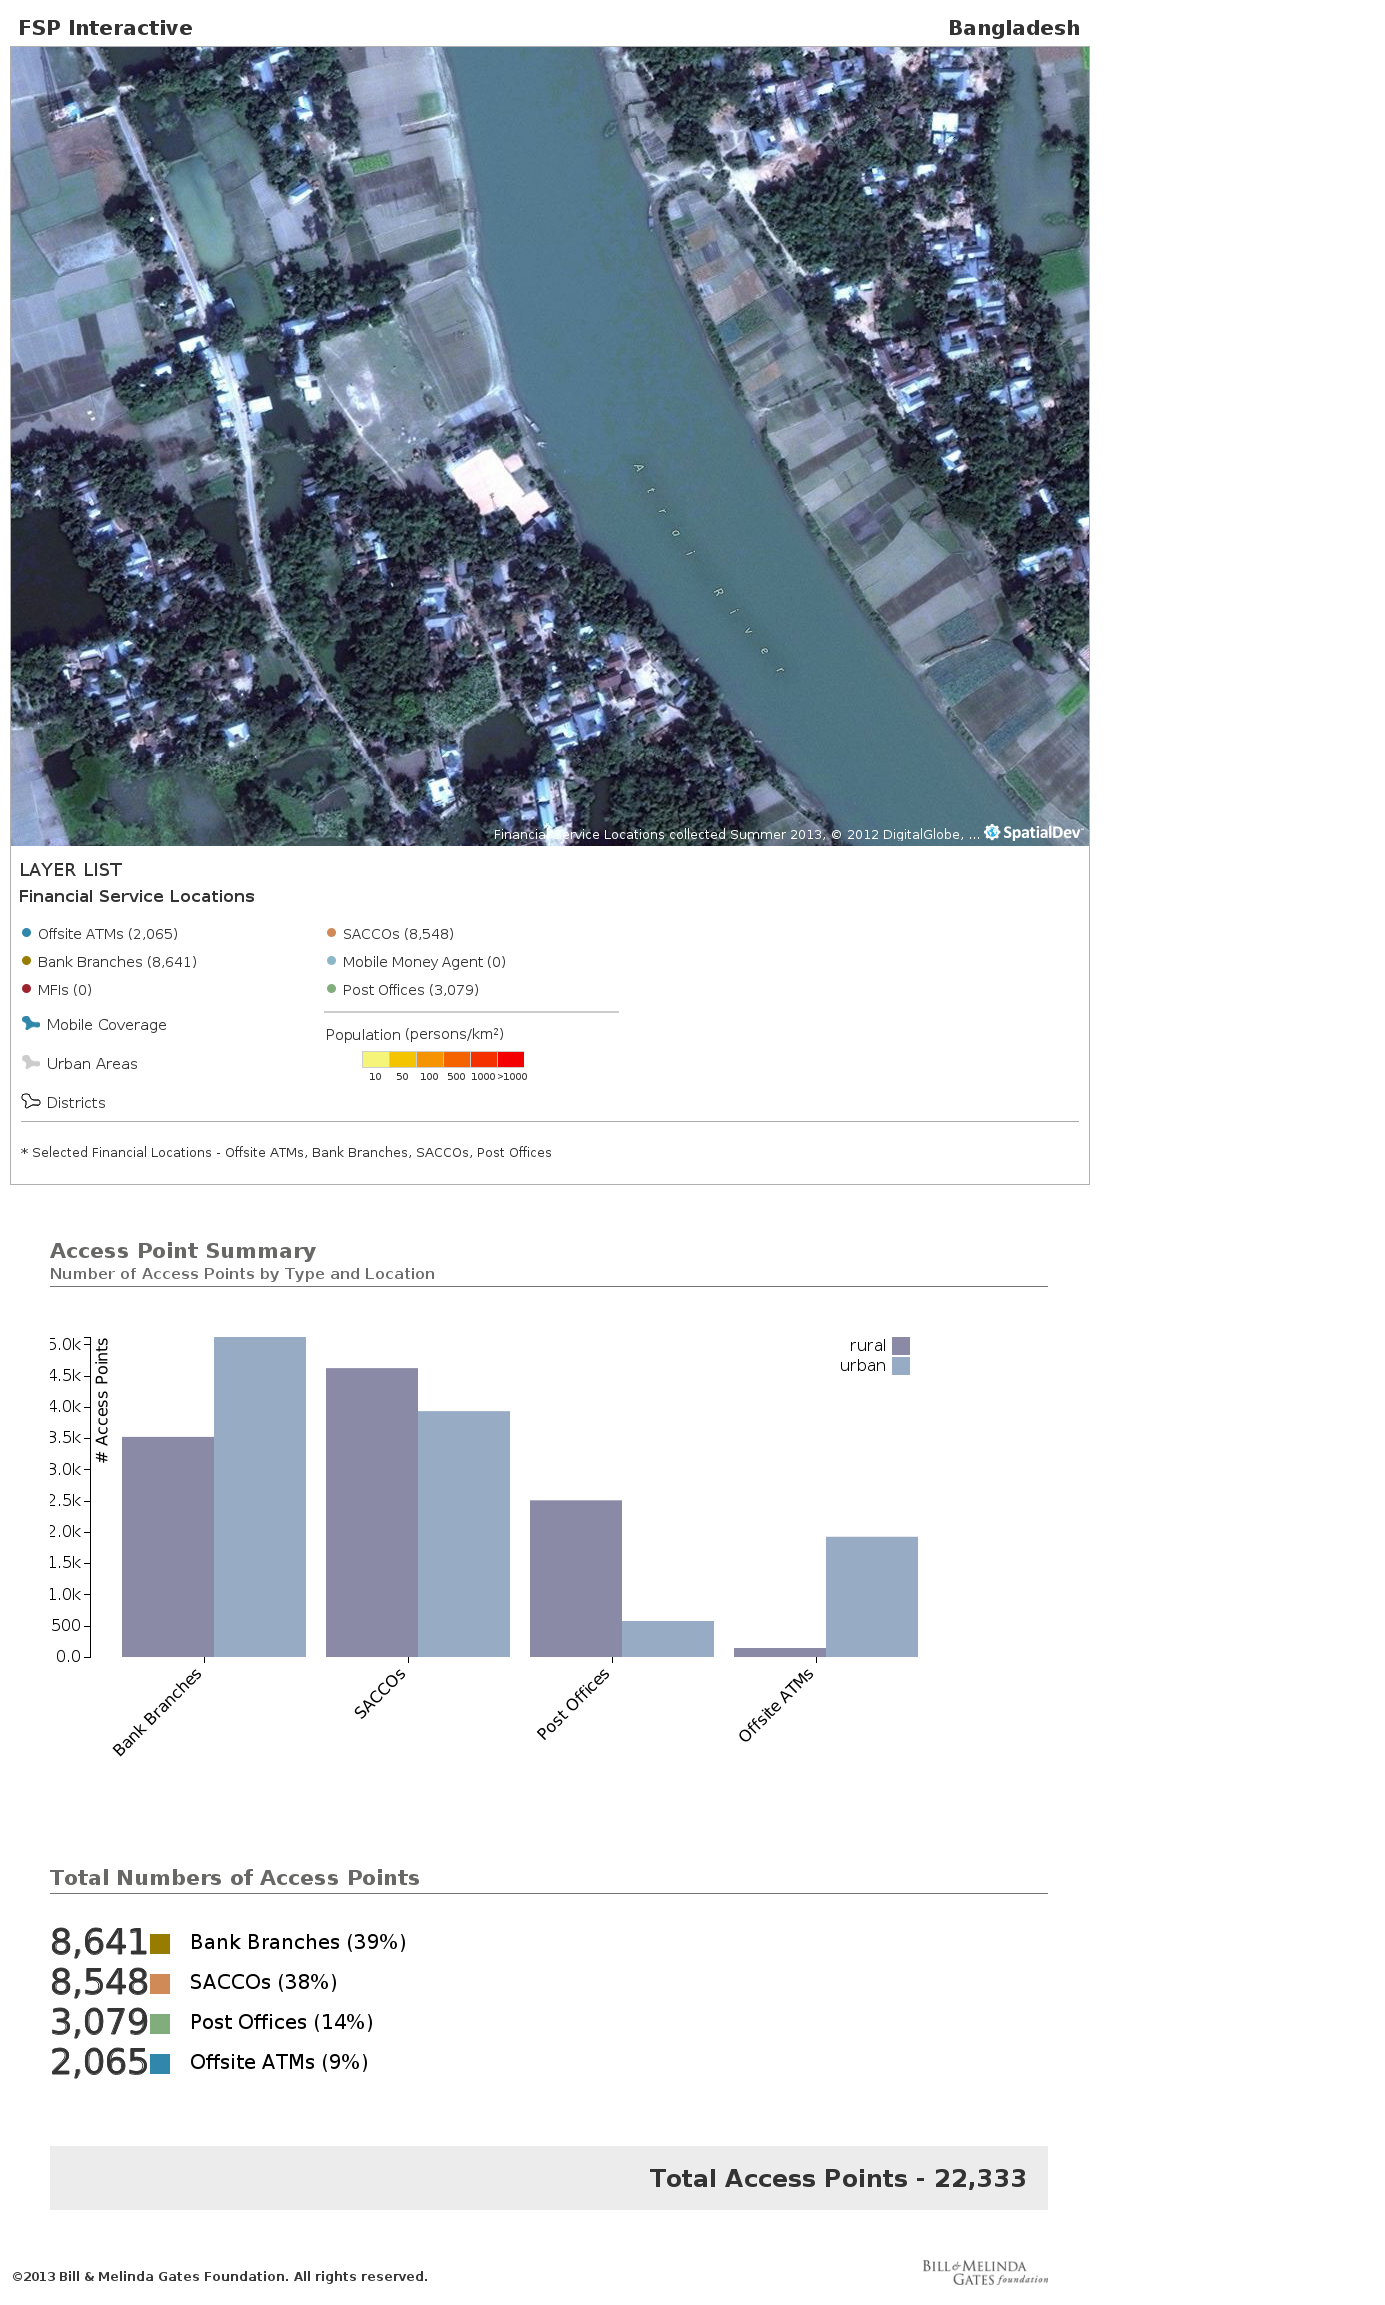 FSP Interactive
Bangladesh
Atrai River
Financial Service Locations collected Summer 2013, © 2012 DigitalGlobe, ...
SpatialDev
LAYER LIST
Financial Service Locations
Offsite ATMs (2,065)
SACCOs (8,548)
Bank Branches (8,641)
Mobile Money Agent (0)
MFIs (0)
Post Offices (3,079)
Mobile Coverage
Population (persons/km²)
Urban Areas
10 50 100 500 1000 >1000
Districts
* Selected Financial Locations - Offsite ATMs, Bank Branches, SACCOs, Post Offices
Access Point Summary
Number of Access Points by Type and Location
# Access Points
5.0k
4.5k
4.0k
3.5k
3.0k
2.5k
2.0k
1.5k
1.0k
500
0.0
rural
urban
Bank Branches
SACCOs
Post Offices
Offsite ATMs
Total Numbers of Access Points
8,641 Bank Branches (39%)
8,548 SACCOs (38%)
3,079 Post Offices (14%)
2,065 Offsite ATMs (9%)
Total Access Points - 22,333
©2013 Bill & Melinda Gates Foundation. All rights reserved.
BILL & MELINDA
GATES foundation